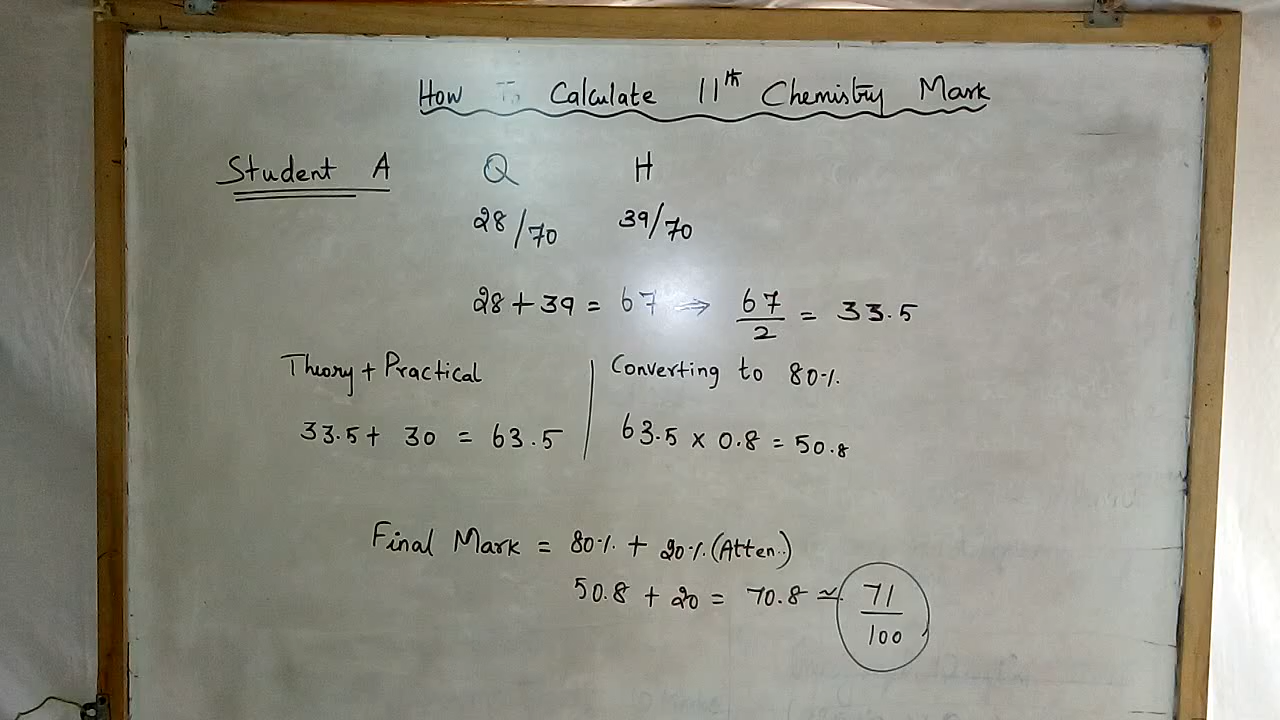 How To Calculate 11th Chemistry Mark
Student A Q H
28/70 39/70
28 + 39 = 67 ⇒ 67/2 = 33.5
Theory + Practical | Converting to 80%.
33.5 + 30 = 63.5 | 63.5 x 0.8 = 50.8
Final Mark = 80% + 20% (Atten..)
50.8 + 20 = 70.8 ≃ 71/100